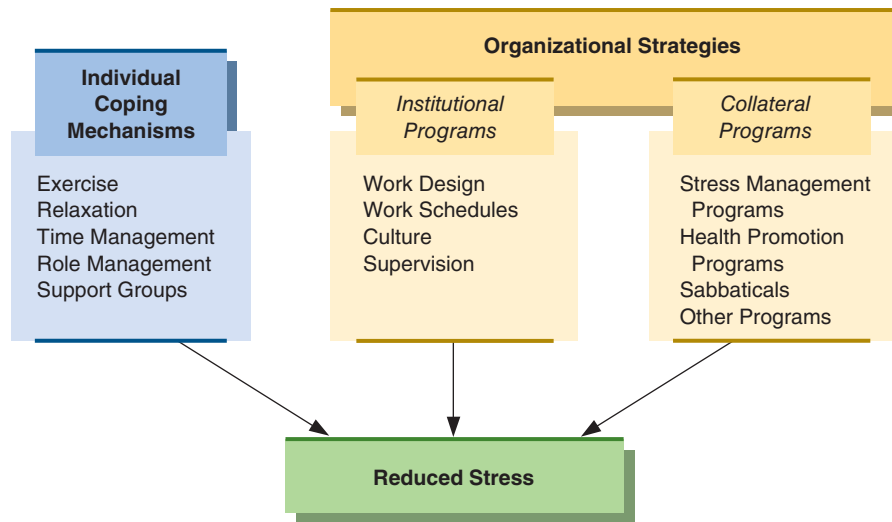 Individual
Coping
Mechanisms
Exercise
Relaxation
Time Management
Role Management
Support Groups
Organizational Strategies
Institutional
Programs
Work Design
Work Schedules
Culture
Supervision
Collateral
Programs
Stress Management
Programs
Health Promotion
Programs
Sabbaticals
Other Programs
Reduced Stress